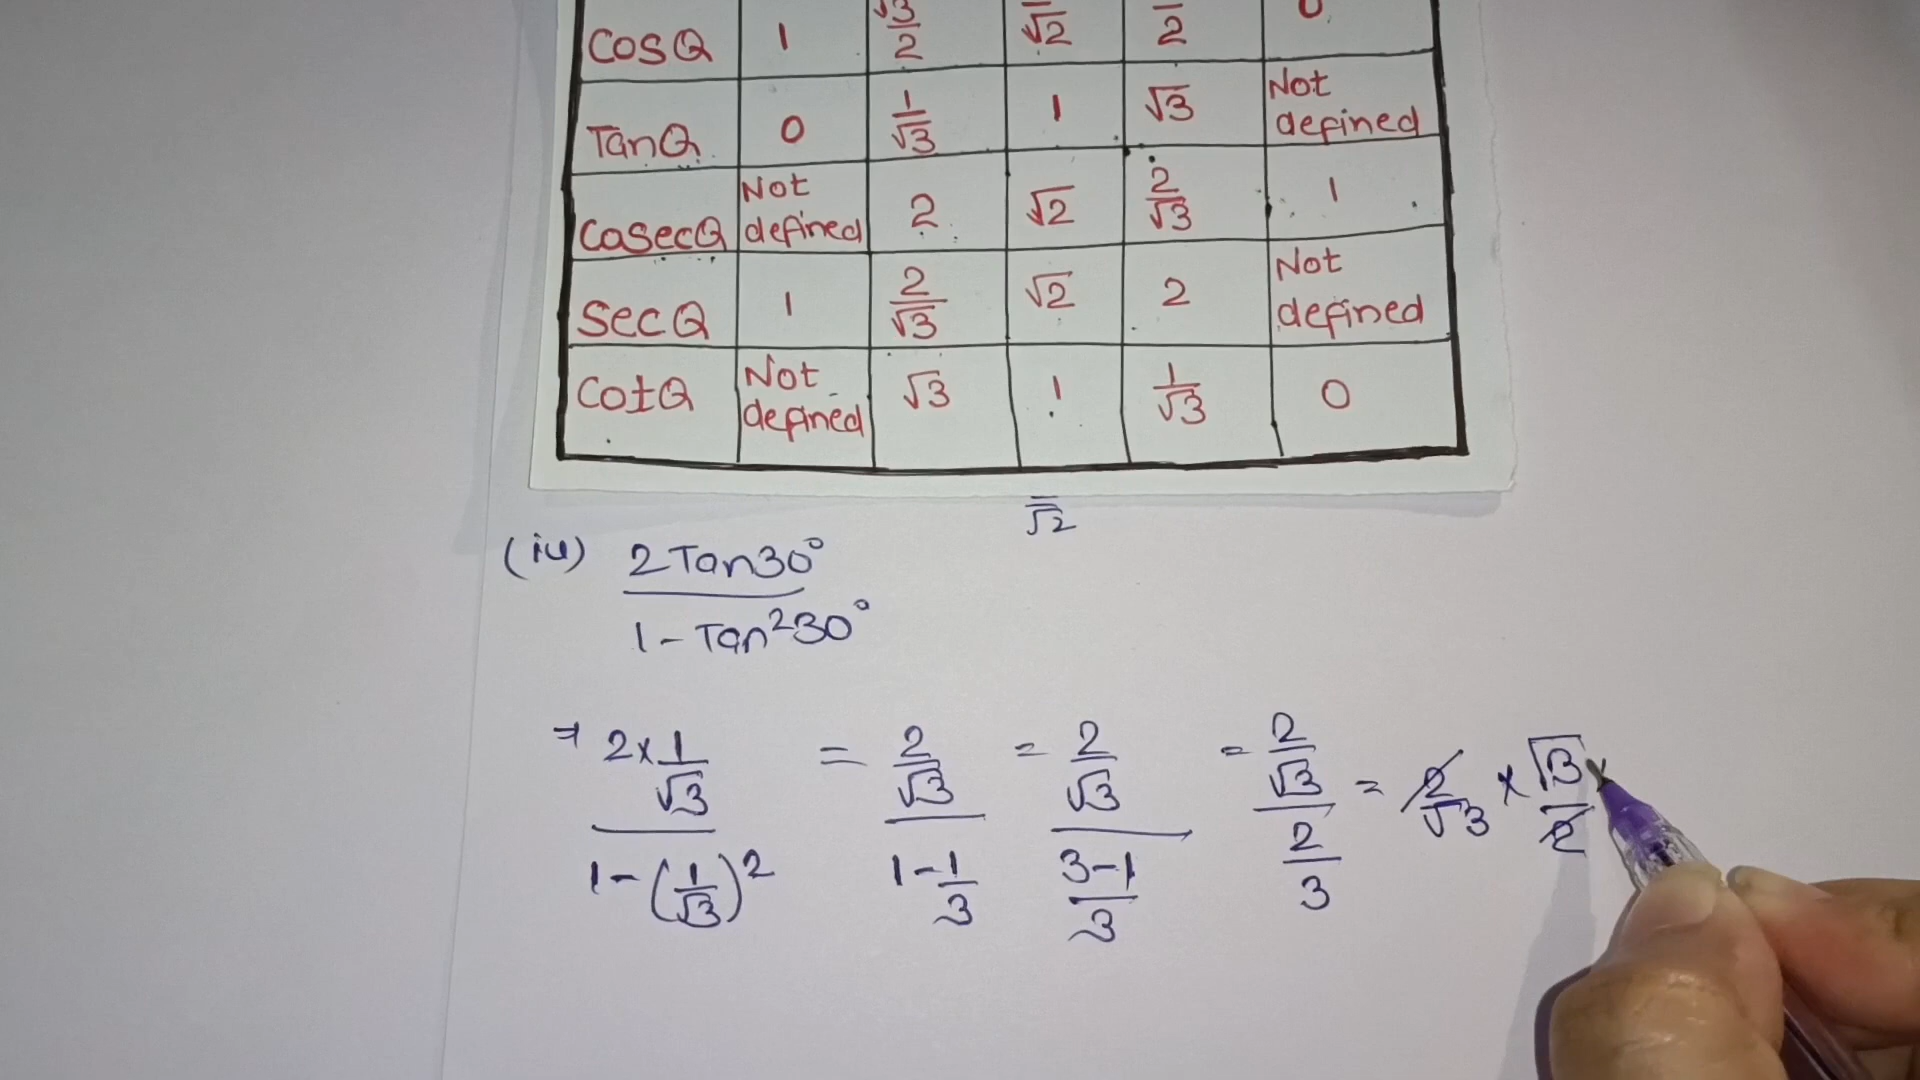 CosQ 1 √3/2 1/√2 1/2 0
TanQ 0 1/√3 1 √3 Not defined
CosecQ Not defined 2 √2 2/√3 1
SecQ 1 2/√3 √2 2 Not defined
CotQ Not defined √3 1 1/√3 0
√2
(iv) 2Tan30° / 1-Tan²30°
⇒ 2×1/√3 / 1-(1/√3)² = 2/√3 / 1-1/3 = 2/√3 / 3-1/3 = 2/√3 / 2/3 = 2/√3 × √3
/2